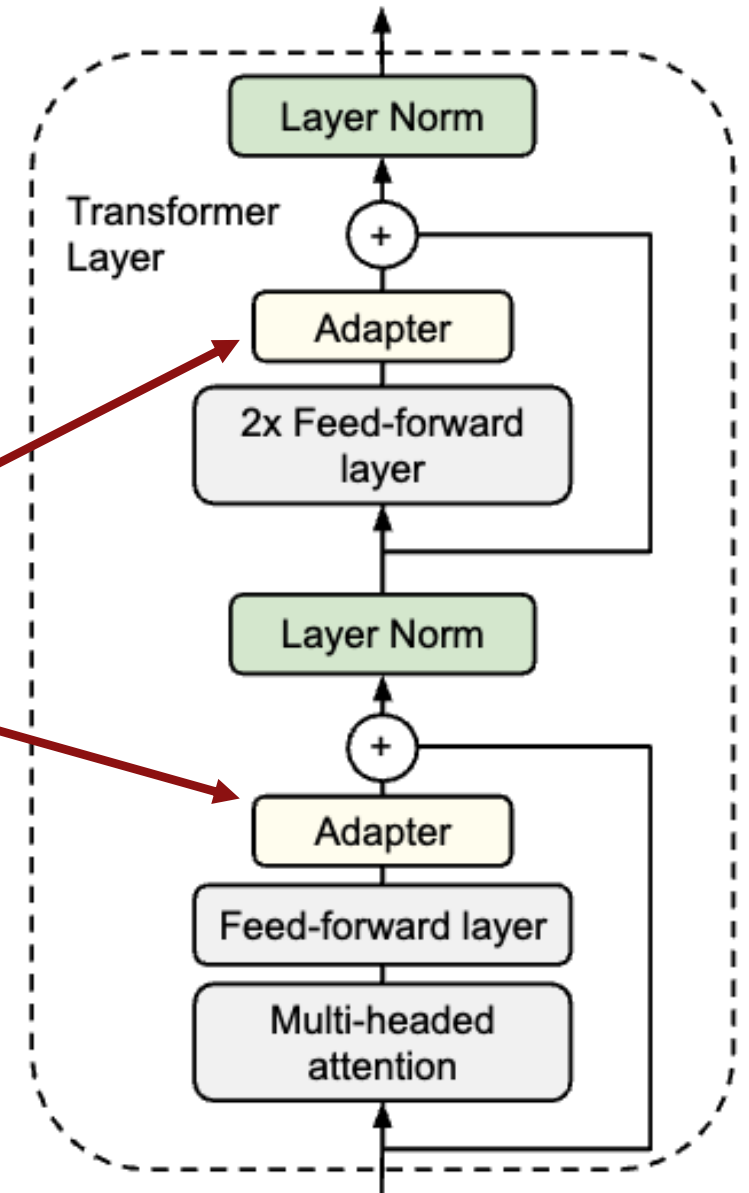 Layer Norm
Transformer
Layer
+
Adapter
2x Feed-forward
layer
Layer Norm
+
Adapter
Feed-forward layer
Multi-headed
attention